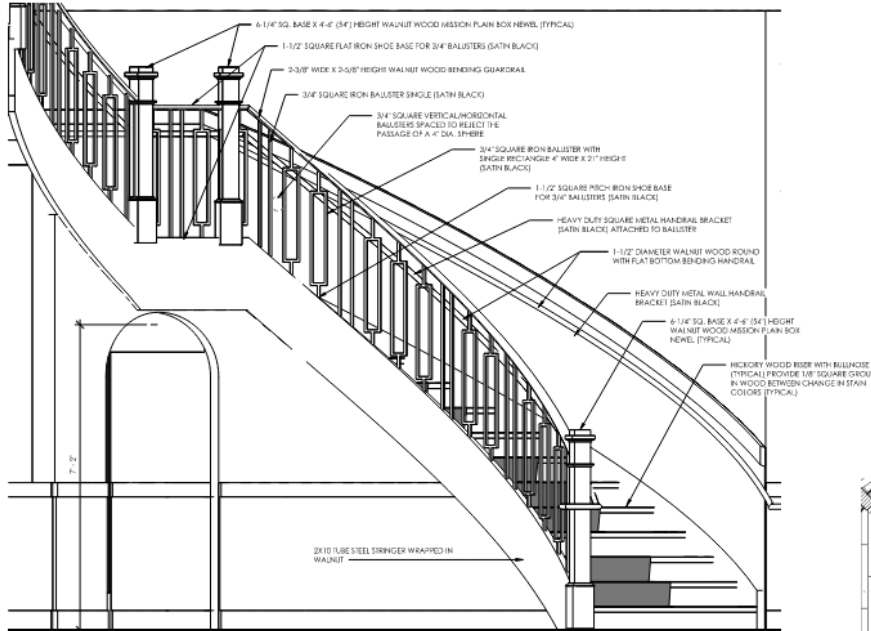 6-1/4" SQ. BASE X 4'-6" (54") HEIGHT WALNUT WOOD MISSION PLAIN BOX NEWEL (TYPICAL)
1-1/2" SQUARE FLAT IRON SHOE BASE FOR 3/4" BALUSTERS (SATIN BLACK)
2-3/8" WIDE X 2-5/8" HEIGHT WALNUT WOOD BENDING GUARDRAIL
3/4" SQUARE IRON BALUSTER SINGLE (SATIN BLACK)
3/4" SQUARE VERTICAL/HORIZONTAL
BALUSTERS SPACED TO REJECT THE
PASSAGE OF A 4" DIA. SPHERE
3/4" SQUARE IRON BALUSTER WITH
SINGLE RECTANGLE 4" WIDE X 21" HEIGHT
(SATIN BLACK)
1-1/2" SQUARE PITCH IRON SHOE BASE
FOR 3/4" BALUSTERS (SATIN BLACK)
HEAVY DUTY SQUARE METAL HANDRAIL BRACKET
(SATIN BLACK) ATTACHED TO BALUSTER
1-1/2" DIAMETER WALNUT WOOD ROUND
WITH FLAT BOTTOM BENDING HANDRAIL
HEAVY DUTY METAL WALL HANDRAIL
BRACKET (SATIN BLACK)
6-1/4" SQ. BASE X 4'-6" (54") HEIGHT
WALNUT WOOD MISSION PLAIN BOX
NEWEL (TYPICAL)
HICKORY WOOD RISER WITH BULLNOSE
(TYPICAL) PROVIDE 1/8" SQUARE GROU
IN WOOD BETWEEN CHANGE IN STAIN
COLORS (TYPICAL)
7'-2"
2X10 TUBE STEEL STRINGER WRAPPED IN
WALNUT